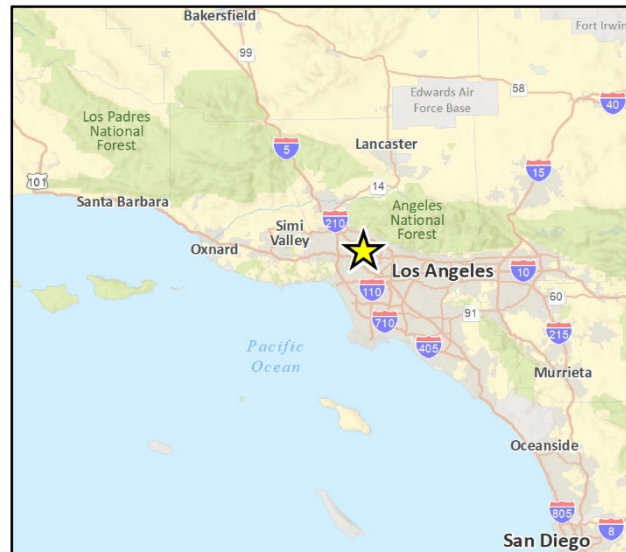 Bakersfield
Fort Irwin
99
58
Edwards Air
Force Base
40
Los Padres
National
Forest
5
Lancaster
15
101
14
Santa Barbara
Angeles
National
Forest
210
Simi
Valley
Oxnard
Los Angeles
10
110
60
91
710
215
405
Pacific
Ocean
Murrieta
Oceanside
805
8
San Diego